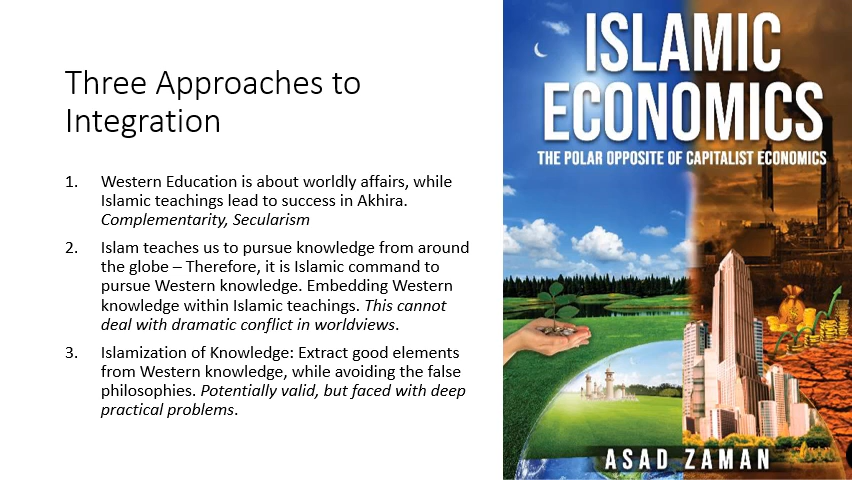 Three Approaches to
Integration
1. Western Education is about worldly affairs, while
Islamic teachings lead to success in Akhira.
Complementarity, Secularism
2. Islam teaches us to pursue knowledge from around
the globe – Therefore, it is Islamic command to
pursue Western knowledge. Embedding Western
knowledge within Islamic teachings. This cannot
deal with dramatic conflict in worldviews.
3. Islamization of Knowledge: Extract good elements
from Western knowledge, while avoiding the false
philosophies. Potentially valid, but faced with deep
practical problems.
ISLAMIC
ECONOMICS
THE POLAR OPPOSITE OF CAPITALIST ECONOMICS
ASAD ZAMAN